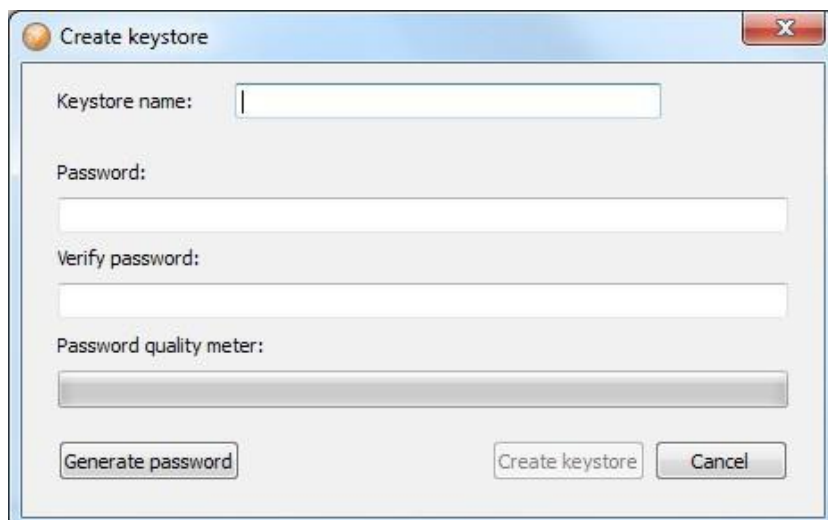 Create keystore
Keystore name:
Password:
Verify password:
Password quality meter:
Generate password Create keystore Cancel